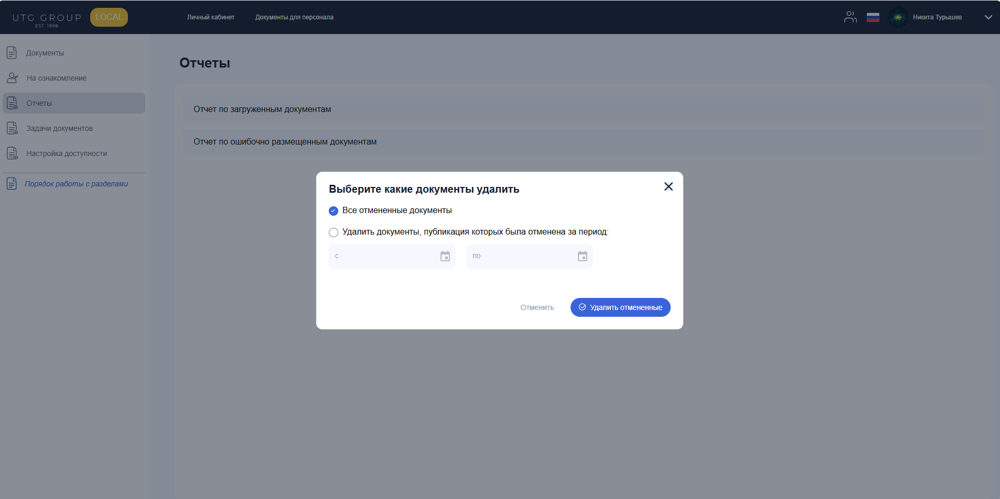 UTG GROUP
EST. 1998
LOCAL
Личный кабинет
Документы для персонала
Никита Турышев
Документы
На ознакомление
Отчеты
Задачи документов
Настройка доступности
Порядок работы с разделами
Отчеты
Отчет по загруженным документам
Отчет по ошибочно размещенным документам
Выберите какие документы удалить
Все отмененные документы
Удалить документы, публикация которых была отменена за период:
с
по
Отменить
Удалить отмененные